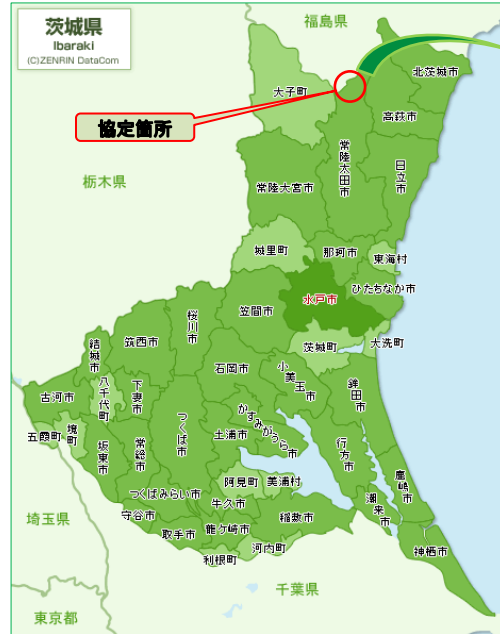 茨城県
Ibaraki
(C)ZENRIN DataCom
福島県
北茨城市
大子町
高萩市
協定箇所
常陸太田市
日立市
栃木県
常陸大宮市
城里町
那珂市
東海村
水戸市
ひたちなか市
笠間市
桜川市
茨城町
大洗町
筑西市
結城市
石岡市
小美玉市
鉾田市
古河市
八千代町
下妻市
かすみがうら市
つくば市
土浦市
行方市
五霞町
境町
坂東市
常総市
阿見町
美浦村
鹿嶋市
つくばみらい市
牛久市
稲敷市
潮来市
守谷市
取手市
龍ケ崎市
河内町
利根町
神栖市
埼玉県
千葉県
東京都